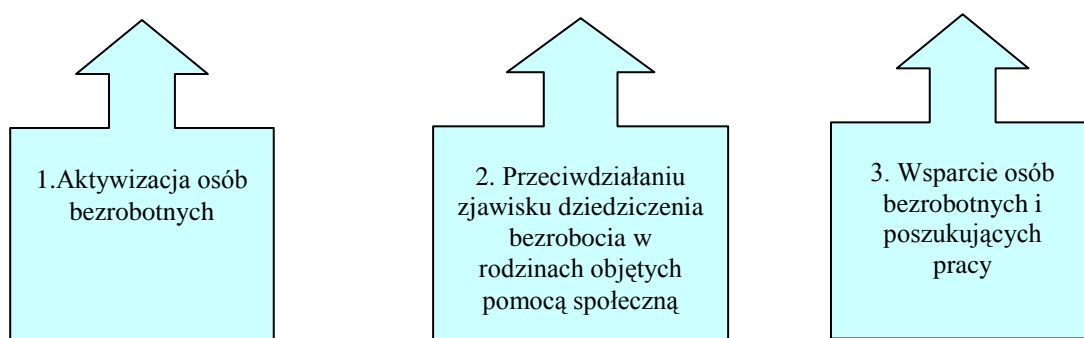 1.Aktywizacja osób
bezrobotnych
2. Przeciwdziałaniu
zjawisku dziedziczenia
bezrobocia w
rodzinach objętych
pomocą społeczną
3. Wsparcie osób
bezrobotnych i
poszukujących
pracy